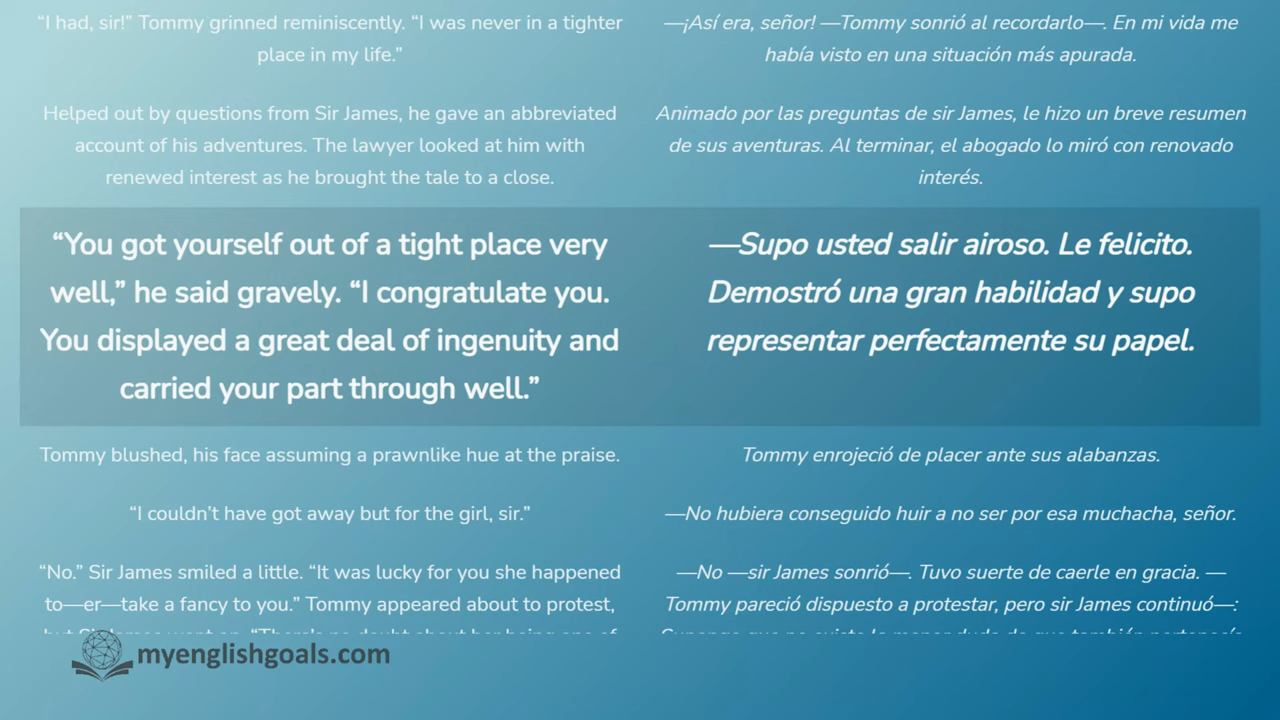 “I had, sir!” Tommy grinned reminiscently. “I was never in a tighter
place in my life.”
Helped out by questions from Sir James, he gave an abbreviated
account of his adventures. The lawyer looked at him with
renewed interest as he brought the tale to a close.
“You got yourself out of a tight place very
well,” he said gravely. “I congratulate you.
You displayed a great deal of ingenuity and
carried your part through well.”
Tommy blushed, his face assuming a prawnlike hue at the praise.
“I couldn’t have got away but for the girl, sir.”
“No.” Sir James smiled a little. “It was lucky for you she happened
to—er—take a fancy to you.” Tommy appeared about to protest,
—¡Así era, señor! —Tommy sonrió al recordarlo—. En mi vida me
había visto en una situación más apurada.
Animado por las preguntas de sir James, le hizo un breve resumen
de sus aventuras. Al terminar, el abogado lo miró con renovado
interés.
—Supo usted salir airoso. Le felicito.
Demostró una gran habilidad y supo
representar perfectamente su papel.
Tommy enrojeció de placer ante sus alabanzas.
—No hubiera conseguido huir a no ser por esa muchacha, señor.
—No —sir James sonrió—. Tuvo suerte de caerle en gracia. —
Tommy pareció dispuesto a protestar, pero sir James continuó—:
myenglishgoals.com